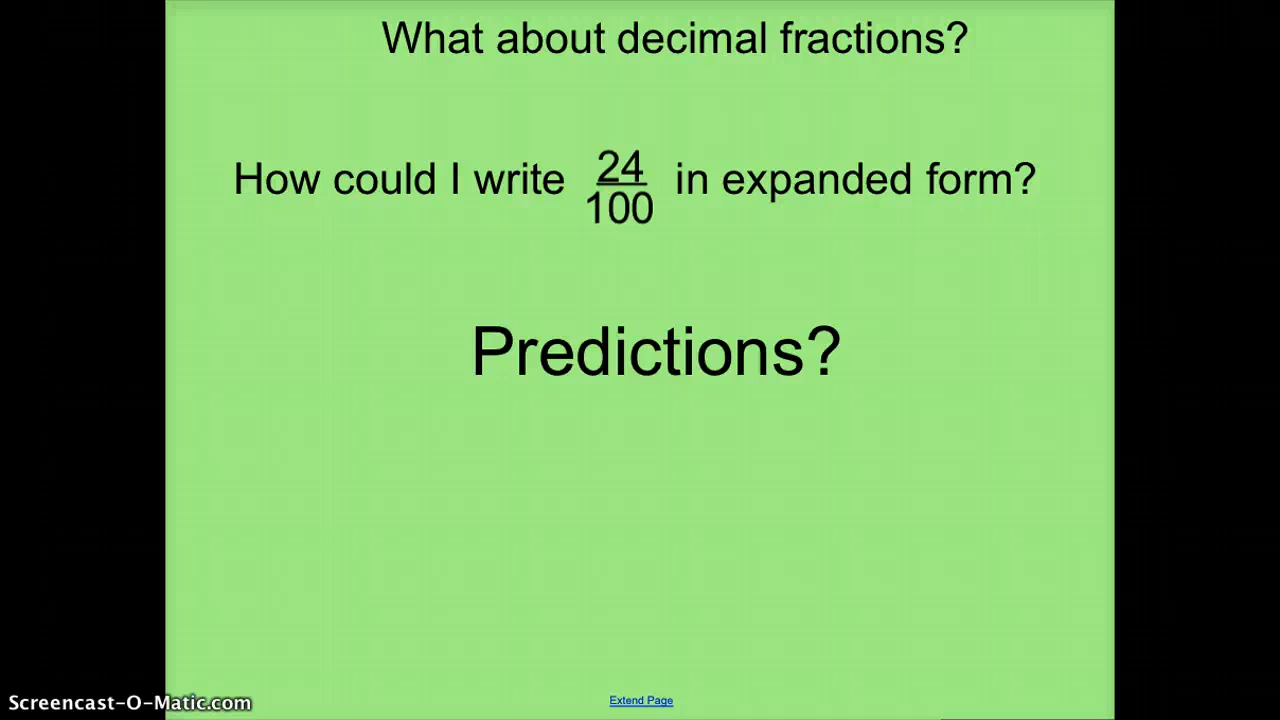 What about decimal fractions?
How could I write 24/100 in expanded form?
Predictions?
Extend Page
Screencast-O-Matic.com